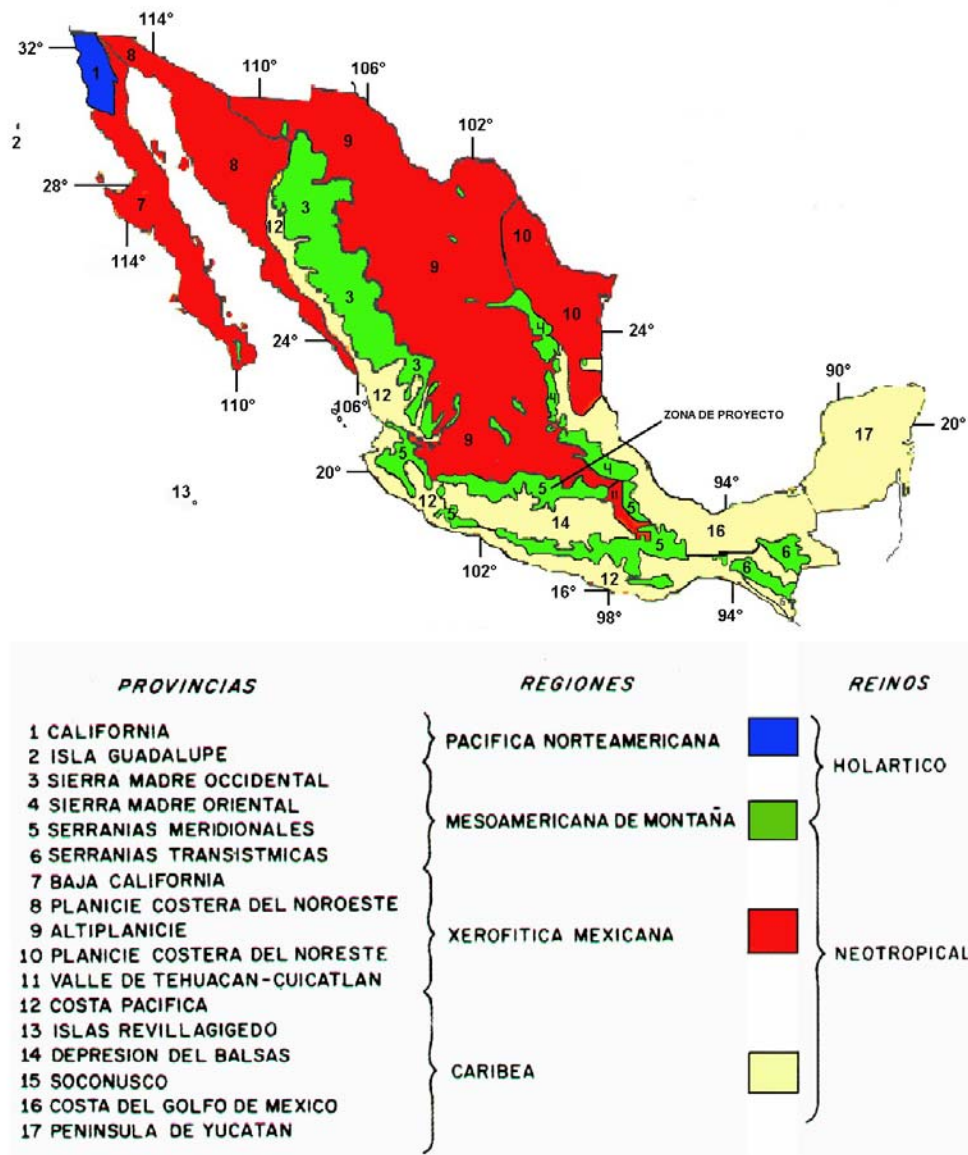 114°
32°
8
1
110°
106°
9
102°
2
8
28°
7
3
12
10
114°
9
3
10
4
24°
24°
3
90°
110°
12
106°
4
ZONA DE PROYECTO
20°
17
9
5
4
20°
5
94°
13
12
11
5
5
14
16
5
6
102°
12
6
16°
98°
94°
PROVINCIAS
REGIONES
REINOS
1 CALIFORNIA
2 ISLA GUADALUPE
3 SIERRA MADRE OCCIDENTAL
4 SIERRA MADRE ORIENTAL
5 SERRANIAS MERIDIONALES
6 SERRANIAS TRANSISTMICAS
7 BAJA CALIFORNIA
8 PLANICIE COSTERA DEL NOROESTE
9 ALTIPLANICIE
10 PLANICIE COSTERA DEL NORESTE
11 VALLE DE TEHUACAN-CUICATLAN
12 COSTA PACIFICA
13 ISLAS REVILLAGIGEDO
14 DEPRESION DEL BALSAS
15 SOCONUSCO
16 COSTA DEL GOLFO DE MEXICO
17 PENINSULA DE YUCATAN
PACIFICA NORTEAMERICANA
MESOAMERICANA DE MONTAÑA
XEROFITICA MEXICANA
CARIBEA
HOLARTICO
NEOTROPICAL